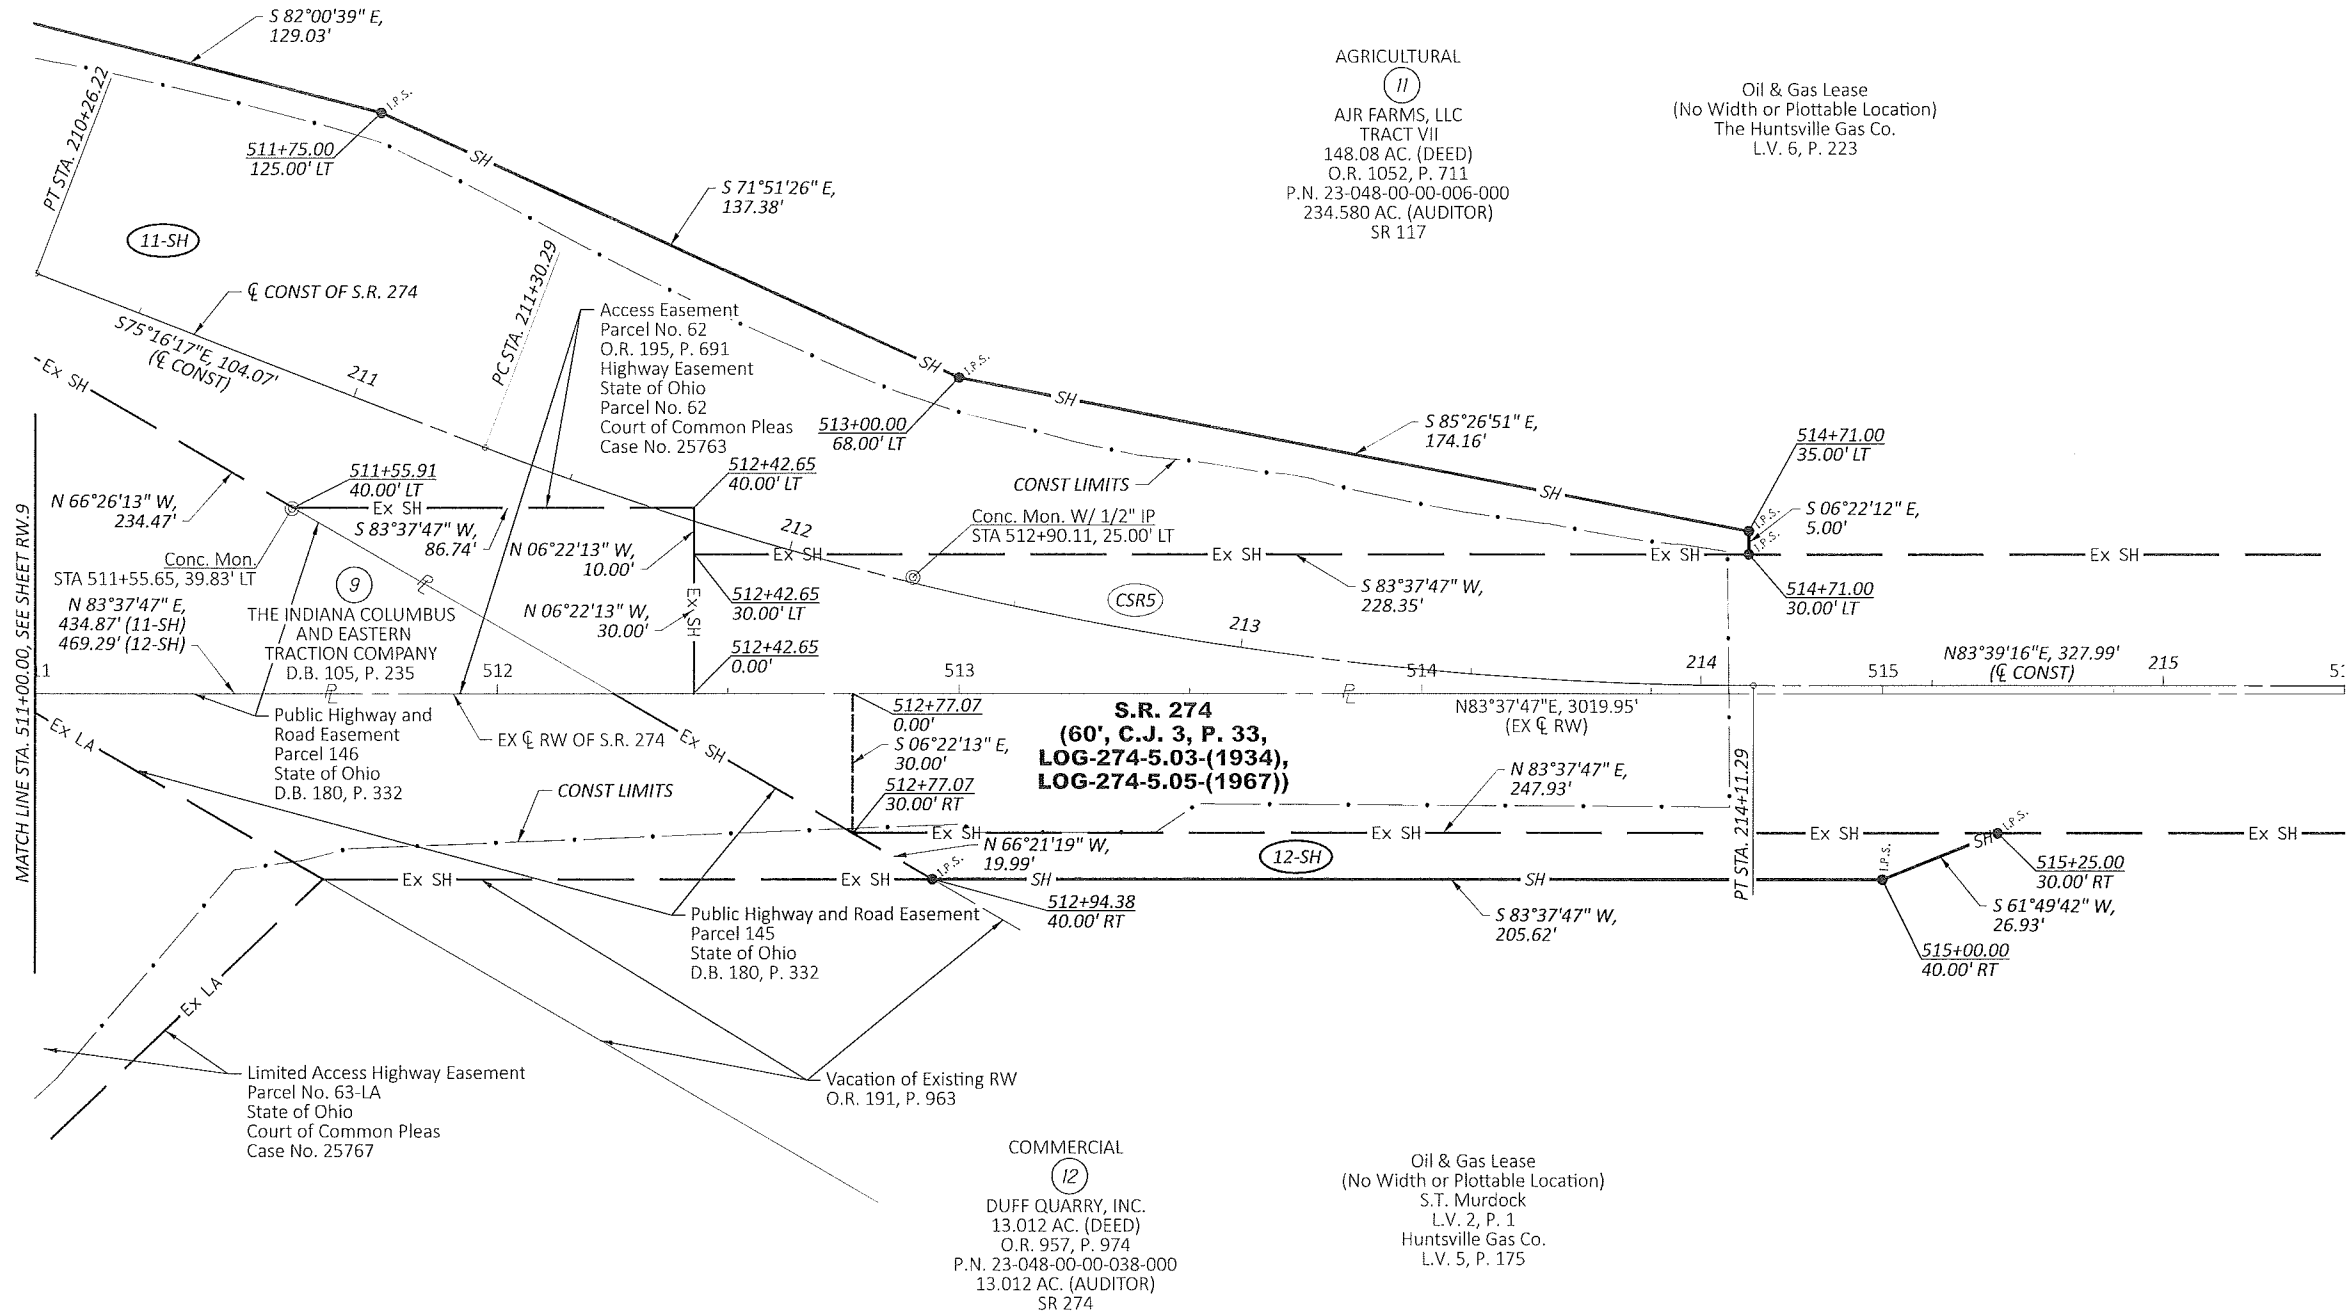 S 82°00'39" E,
129.03'
PT STA. 210+26.22
I.P.S.
511+75.00
125.00' LT
SH
11-SH
S 71°51'26" E,
137.38'
AGRICULTURAL
11
AJR FARMS, LLC
TRACT VII
148.08 AC. (DEED)
O.R. 1052, P. 711
P.N. 23-048-00-00-006-000
234.580 AC. (AUDITOR)
SR 117
Oil & Gas Lease
(No Width or Plottable Location)
The Huntsville Gas Co.
L.V. 6, P. 223
℄ CONST OF S.R. 274
S75°16'17"E, 104.07'
(℄ CONST)
211
PC STA. 211+30.29
Access Easement
Parcel No. 62
O.R. 195, P. 691
Highway Easement
State of Ohio
Parcel No. 62
Court of Common Pleas
Case No. 25763
SH
I.P.S.
513+00.00
68.00' LT
SH
S 85°26'51" E,
174.16'
514+71.00
35.00' LT
SH
CONST LIMITS
I.P.S.
S 06°22'12" E,
5.00'
I.P.S.
Ex SH
N 66°26'13" W,
234.47'
511+55.91
40.00' LT
Ex SH
S 83°37'47" W,
86.74'
512+42.65
40.00' LT
212
Conc. Mon. W/ 1/2" IP
STA 512+90.11, 25.00' LT
Ex SH
Ex SH
Ex SH
Ex SH
N 06°22'13" W,
10.00'
Conc. Mon.
STA 511+55.65, 39.83' LT
PL
512+42.65
30.00' LT
CSR5
S 83°37'47" W,
228.35'
514+71.00
30.00' LT
MATCH LINE STA. 511+00.00, SEE SHEET RW.9
N 83°37'47" E,
434.87' (11-SH)
469.29' (12-SH)
9
THE INDIANA COLUMBUS
AND EASTERN
TRACTION COMPANY
D.B. 105, P. 235
N 06°22'13" W,
30.00'
Ex SH
512+42.65
0.00'
213
512
513
514
214
515
N83°39'16"E, 327.99'
(℄ CONST)
215
PL
PL
Ex LA
Public Highway and
Road Easement
Parcel 146
State of Ohio
D.B. 180, P. 332
EX ℄ RW OF S.R. 274
Ex SH
512+77.07
0.00'
S 06°22'13" E,
30.00'
512+77.07
30.00' RT
S.R. 274
(60', C.J. 3, P. 33,
LOG-274-5.03-(1934),
LOG-274-5.05-(1967))
N83°37'47"E, 3019.95'
(EX ℄ RW)
PT STA. 214+11.29
N 83°37'47" E,
247.93'
CONST LIMITS
Ex SH
Ex SH
Ex SH
Ex SH
N 66°21'19" W,
19.99'
12-SH
I.P.S.
SH
I.P.S.
515+25.00
30.00' RT
Ex SH
Ex SH
I.P.S.
SH
SH
S 61°49'42" W,
26.93'
512+94.38
40.00' RT
S 83°37'47" W,
205.62'
515+00.00
40.00' RT
Public Highway and Road Easement
Parcel 145
State of Ohio
D.B. 180, P. 332
Ex LA
Limited Access Highway Easement
Parcel No. 63-LA
State of Ohio
Court of Common Pleas
Case No. 25767
Vacation of Existing RW
O.R. 191, P. 963
COMMERCIAL
12
DUFF QUARRY, INC.
13.012 AC. (DEED)
O.R. 957, P. 974
P.N. 23-048-00-00-038-000
13.012 AC. (AUDITOR)
SR 274
Oil & Gas Lease
(No Width or Plottable Location)
S.T. Murdock
L.V. 2, P. 1
Huntsville Gas Co.
L.V. 5, P. 175